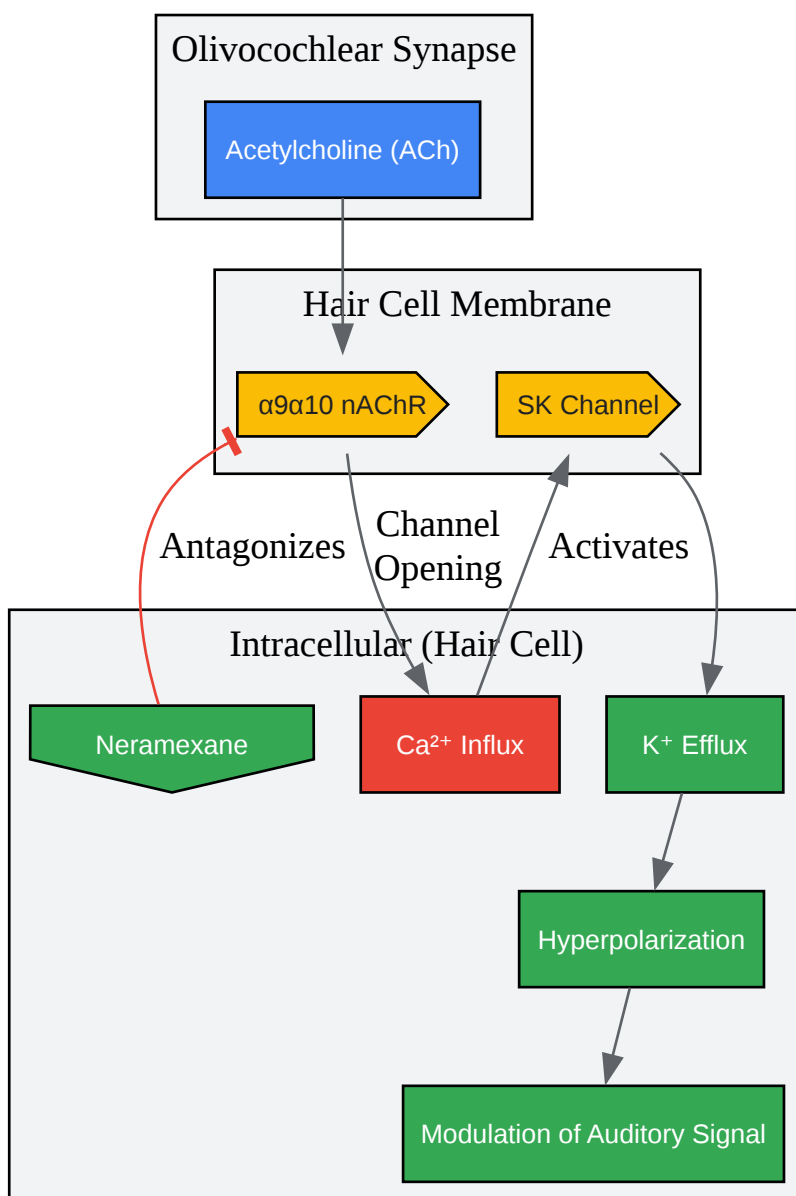 Olivocochlear Synapse
Acetylcholine (ACh)
Hair Cell Membrane
α9α10 nAChR
SK Channel
Antagonizes
Channel
Opening
Activates
Intracellular (Hair Cell)
Neramexane
Ca²⁺ Influx
K⁺ Efflux
Hyperpolarization
Modulation of Auditory Signal